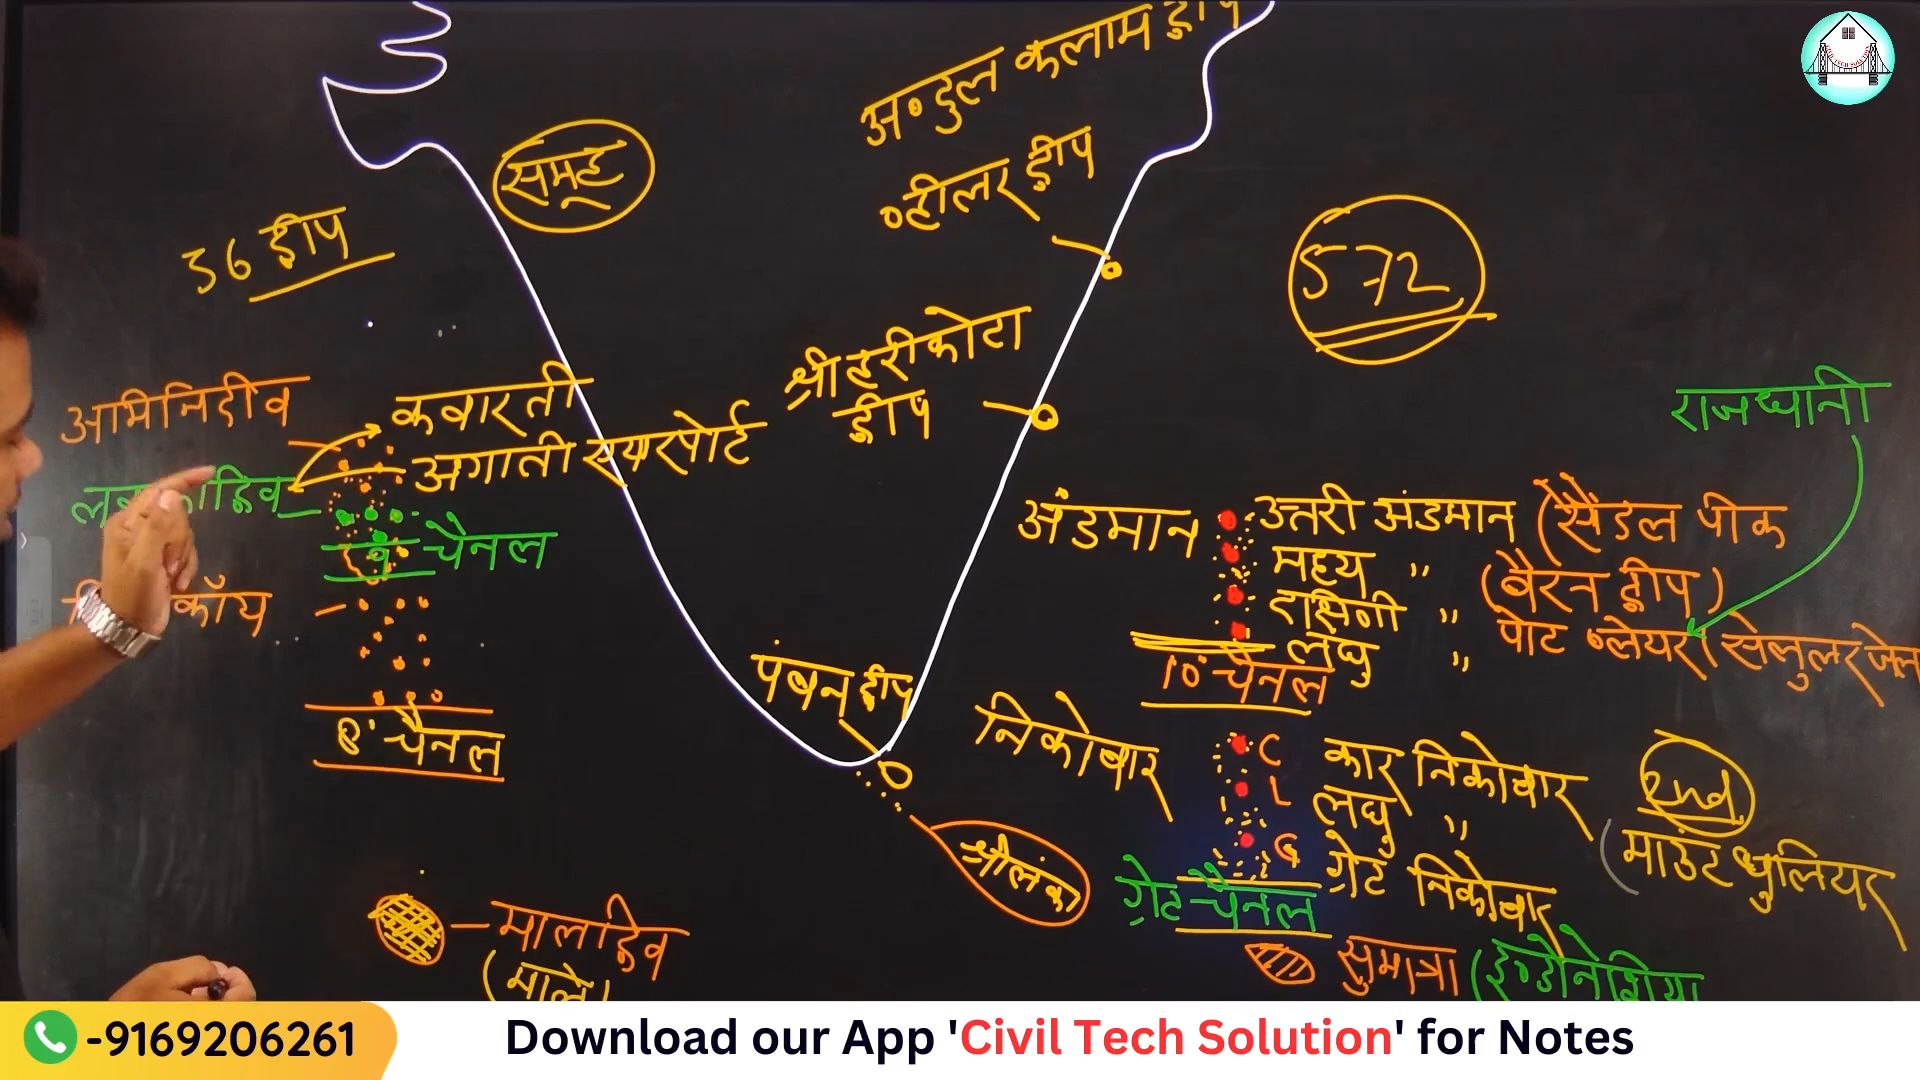 अब्दुल कलाम द्वीप
व्हीलर द्वीप
समूह
36 द्वीप
572
श्रीहरीकोटा
द्वीप
राजधानी
अमिनिदीव
कवारती
अगाती एयरपोर्ट
चैनल
कॉय
8° चैनल
अंडमान
उत्तरी अंडमान (सैंडल पीक
मध्य "
(बैरन द्वीप)
दक्षिणी "
पोर्ट ब्लेयर (सेलुलर जेल
लघु "
10° चैनल
पंबन द्वीप
निकोबार
C कार निकोबार
2nd
L लघु "
(माउंट थुलियर
G ग्रेट निकोबार
ग्रेट चैनल
श्रीलंका
मालद्वीव
(माले)
सुमात्रा (इण्डोनेशिया
-9169206261
Download our App 'Civil Tech Solution' for Notes